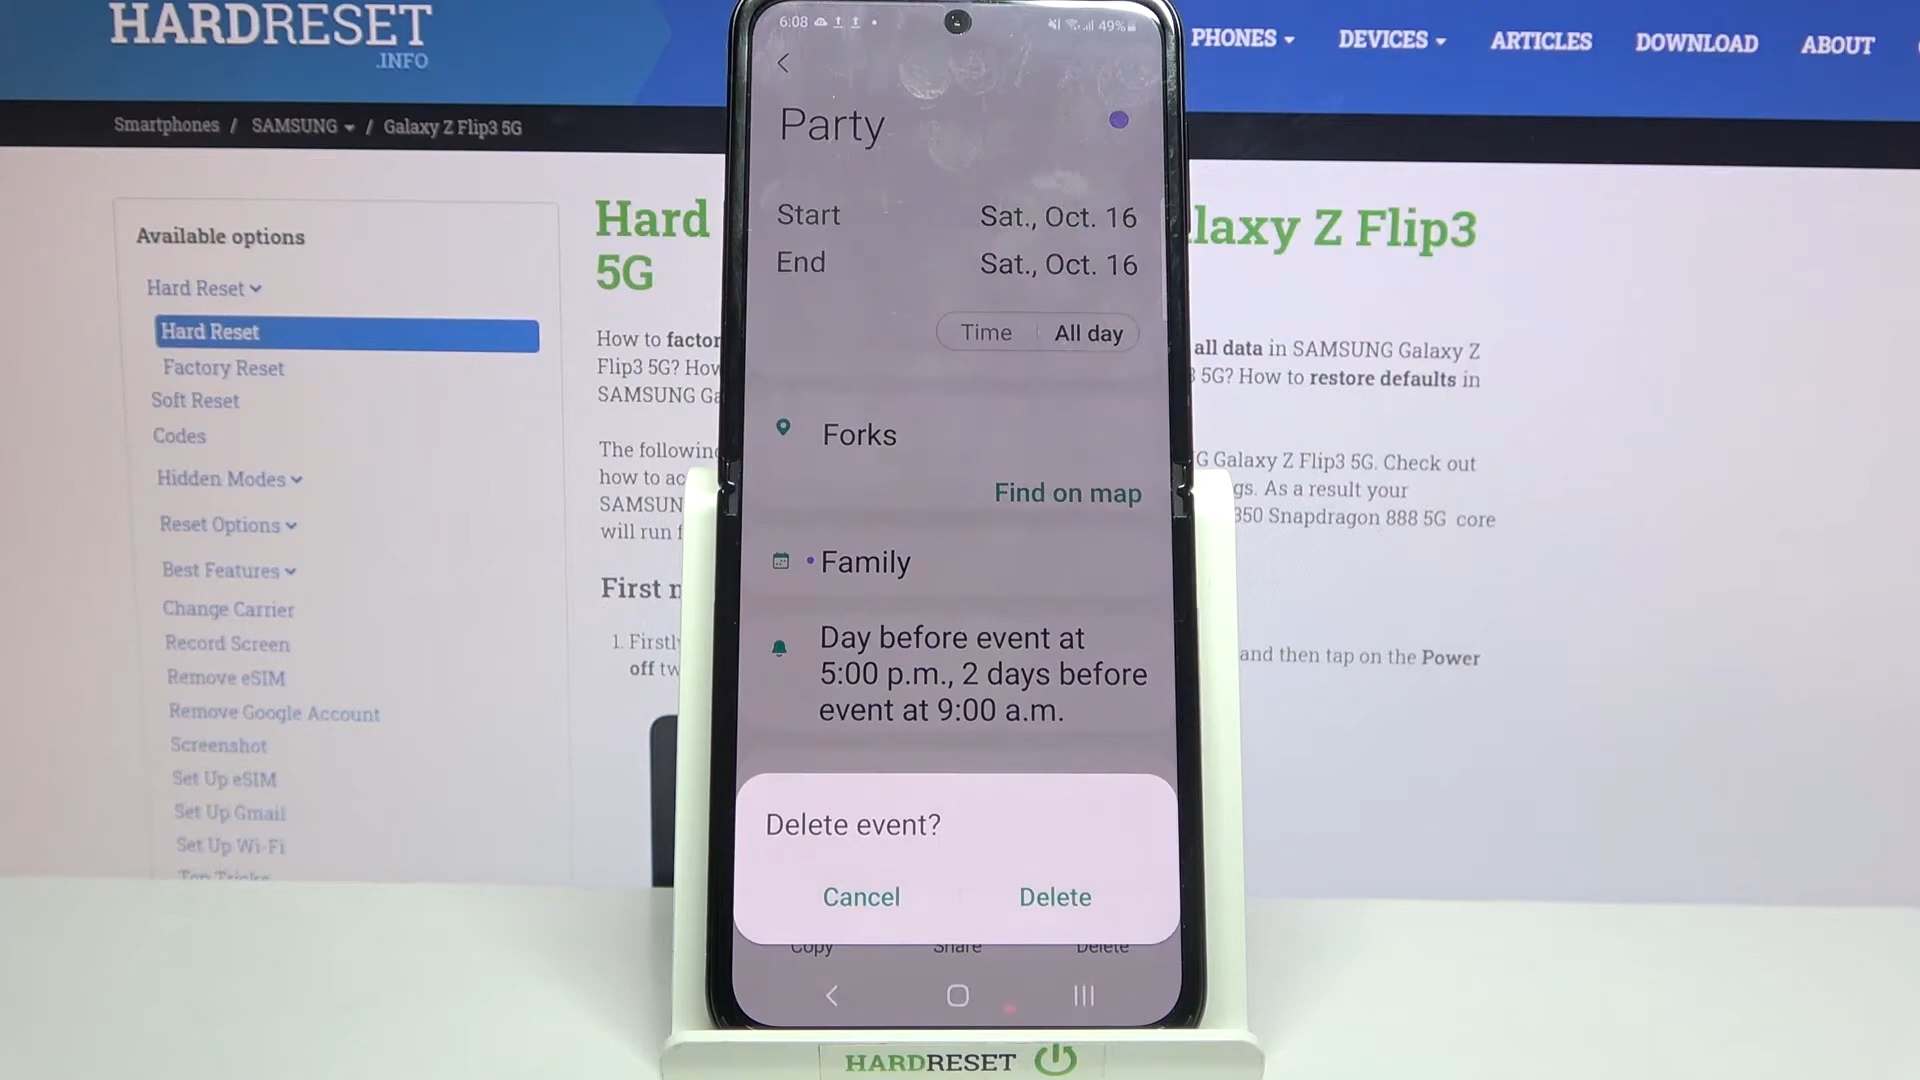 HARDRESET
.INFO
PHONES
DEVICES
ARTICLES
DOWNLOAD
ABOUT
Smartphones / SAMSUNG / Galaxy Z Flip3 5G
Available options
Hard Reset
Hard Reset
Factory Reset
Soft Reset
Codes
Hidden Modes
Reset Options
Best Features
Change Carrier
Record Screen
Remove eSIM
Remove Google Account
Screenshot
Set Up eSIM
Set Up Gmail
Set Up Wi-Fi
Top Tricks
Hard
laxy Z Flip3
5G
How to factor
all data in SAMSUNG Galaxy Z
Flip3 5G? How
5G? How to restore defaults in
SAMSUNG Ga
The following
G Galaxy Z Flip3 5G. Check out
how to ac
gs. As a result your
SAMSUN
350 Snapdragon 888 5G core
will run f
First
1. Firstly
and then tap on the Power
off tw
6:08
49%
Party
Start Sat., Oct. 16
End Sat., Oct. 16
Time All day
Forks
Find on map
Family
Day before event at
5:00 p.m., 2 days before
event at 9:00 a.m.
Delete event?
Cancel Delete
Copy Share Delete
HARDRESET